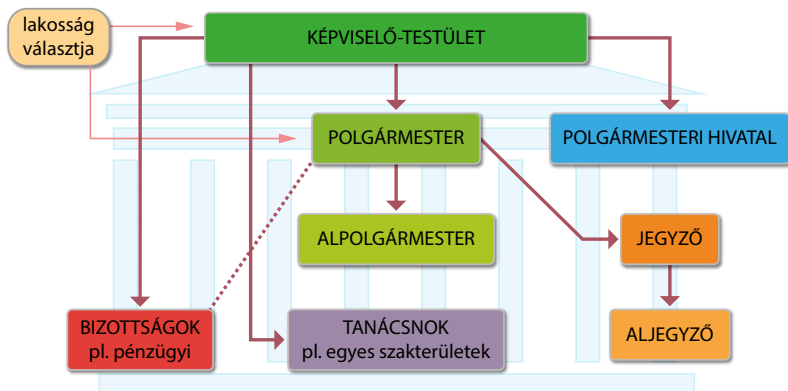 lakosság
választja
KÉPVISELŐ-TESTÜLET
POLGÁRMESTER
POLGÁRMESTERI HIVATAL
ALPOLGÁRMESTER
JEGYZŐ
BIZOTTSÁGOK
pl. pénzügyi
TANÁCSNOK
pl. egyes szakterületek
ALJEGYZŐ